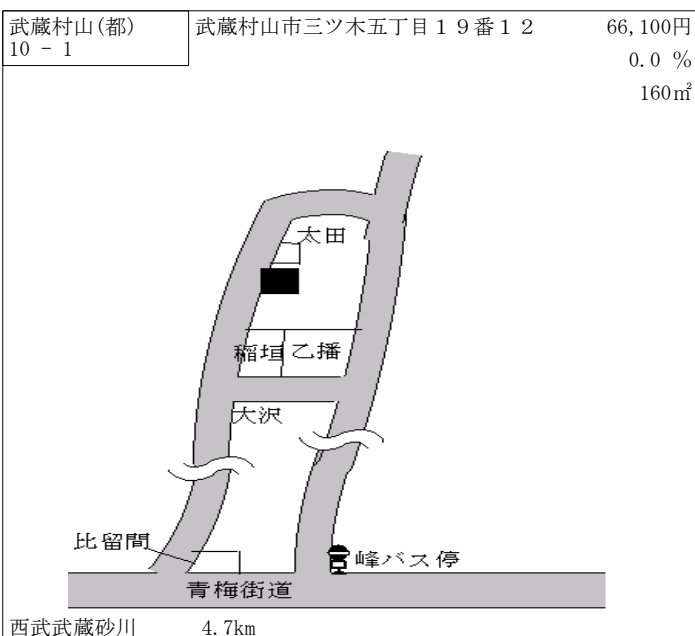 武蔵村山(都)
10 - 1
武蔵村山市三ツ木五丁目１９番１２
66,100円
0.0 %
160㎡
太田
稲垣
乙播
大沢
比留間
峰バス停
青梅街道
西武武蔵砂川 4.7km